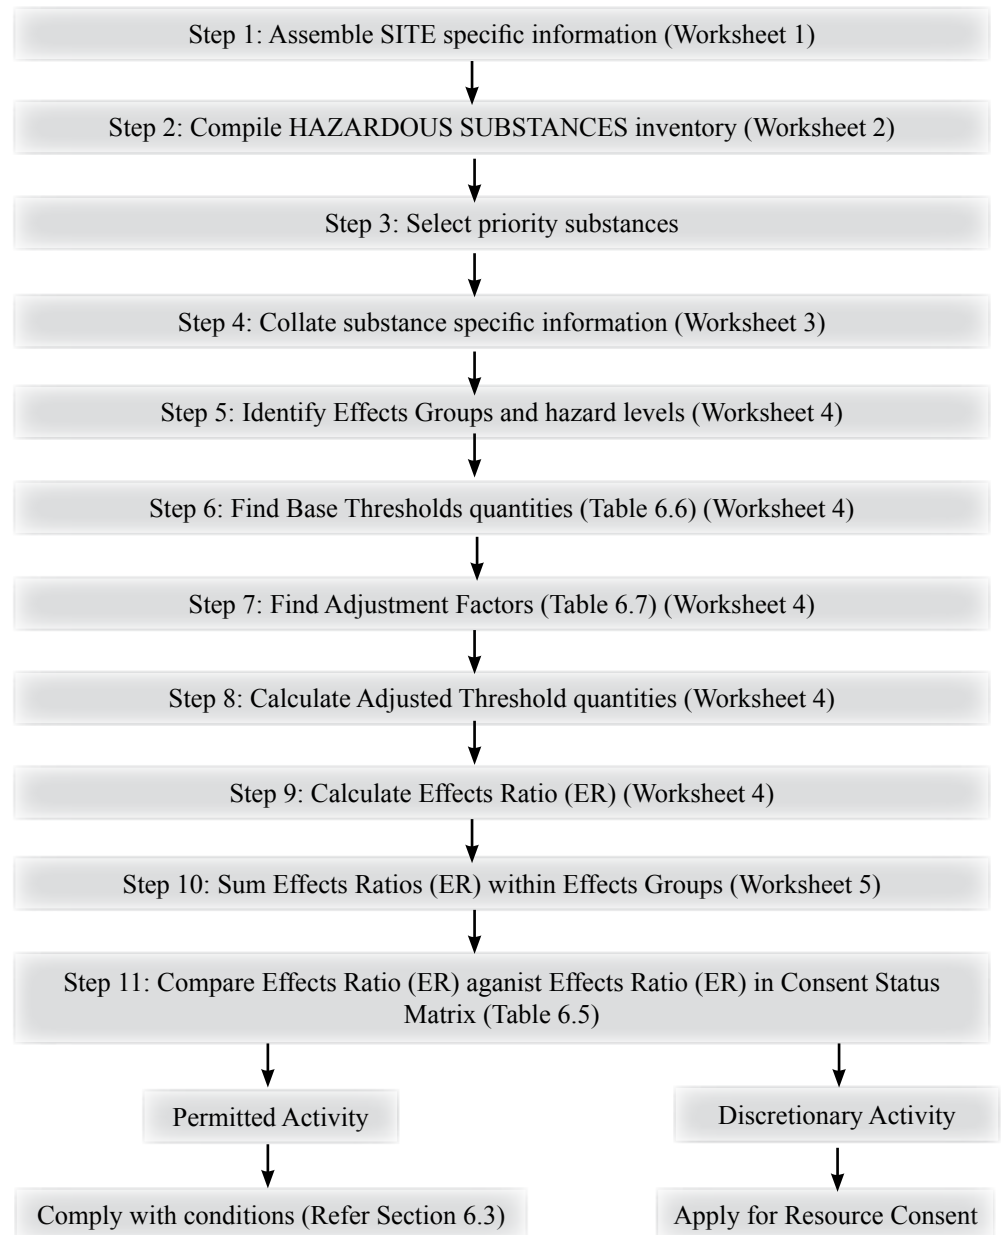 Step 1: Assemble SITE specific information (Worksheet 1)
Step 2: Compile HAZARDOUS SUBSTANCES inventory (Worksheet 2)
Step 3: Select priority substances
Step 4: Collate substance specific information (Worksheet 3)
Step 5: Identify Effects Groups and hazard levels (Worksheet 4)
Step 6: Find Base Thresholds quantities (Table 6.6) (Worksheet 4)
Step 7: Find Adjustment Factors (Table 6.7) (Worksheet 4)
Step 8: Calculate Adjusted Threshold quantities (Worksheet 4)
Step 9: Calculate Effects Ratio (ER) (Worksheet 4)
Step 10: Sum Effects Ratios (ER) within Effects Groups (Worksheet 5)
Step 11: Compare Effects Ratio (ER) aganist Effects Ratio (ER) in Consent Status
Matrix (Table 6.5)
Permitted Activity
Discretionary Activity
Comply with conditions (Refer Section 6.3)
Apply for Resource Consent